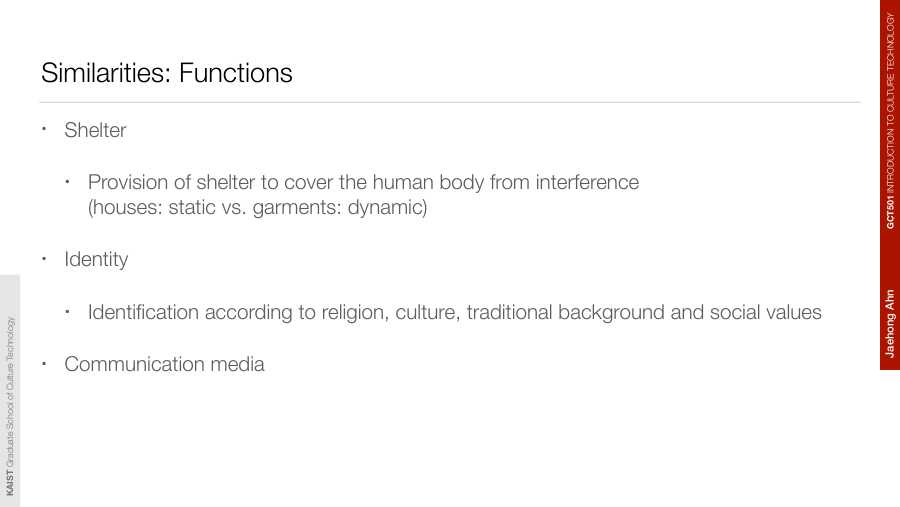 Similarities: Functions
• Shelter
• Provision of shelter to cover the human body from interference
(houses: static vs. garments: dynamic)
• Identity
• Identification according to religion, culture, traditional background and social values
• Communication media
GCT501 INTRODUCTION TO CULTURE TECHNOLOGY
Jaehong Ahn
KAIST Graduate School of Culture Technology